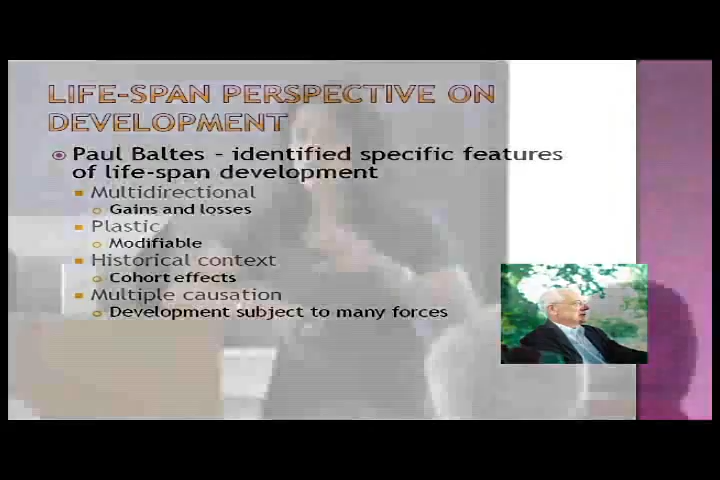 LIFE-SPAN PERSPECTIVE ON
DEVELOPMENT
Paul Baltes - identified specific features
of life-span development
Multidirectional
Gains and losses
Plastic
Modifiable
Historical context
Cohort effects
Multiple causation
Development subject to many forces